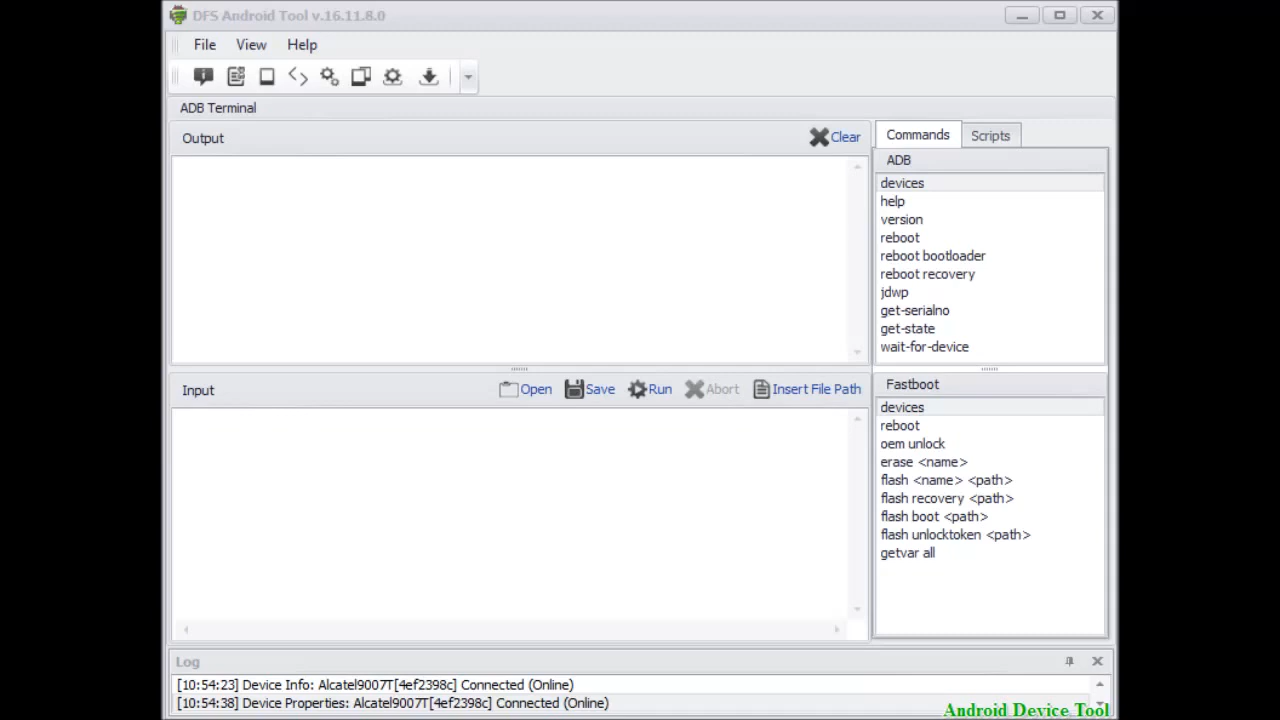 DFS Android Tool v.16.11.8.0
File View Help
ADB Terminal
Output Clear
Commands Scripts
ADB
devices
help
version
reboot
reboot bootloader
reboot recovery
jdwp
get-serialno
get-state
wait-for-device
Input Open Save Run Abort Insert File Path
Fastboot
devices
reboot
oem unlock
erase <name>
flash <name> <path>
flash recovery <path>
flash boot <path>
flash unlocktoken <path>
getvar all
Log
[10:54:23] Device Info: Alcatel9007T[4ef2398c] Connected (Online)
[10:54:38] Device Properties: Alcatel9007T[4ef2398c] Connected (Online)
Android Device Tool